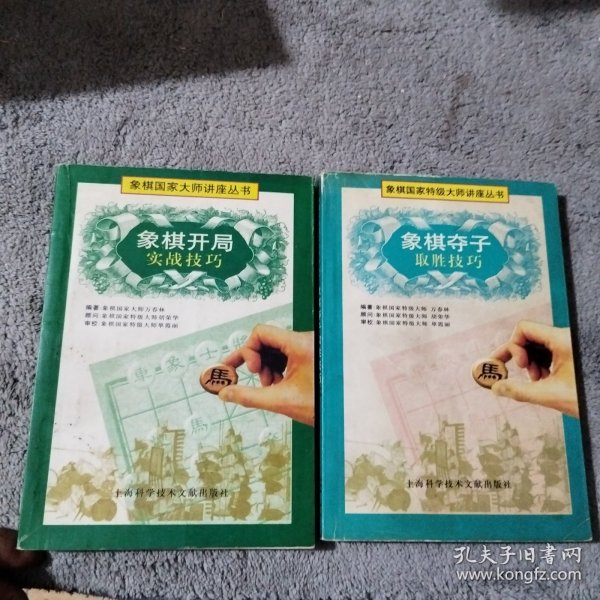 象棋国家大师讲座丛书
象棋开局
实战技巧
编著:象棋国家大师万春林
顾问:象棋国家特级大师胡荣华
审校:象棋国家特级大师单霞丽
車象士將
馬
馬
上海科学技术文献出版社
象棋国家特级大师讲座丛书
象棋夺子
取胜技巧
编著:象棋国家特级大师 万春林
顾问:象棋国家特级大师 胡荣华
审校:象棋国家特级大师 单霞丽
馬
上海科学技术文献出版社
孔夫子旧书网
www.kongfz.com